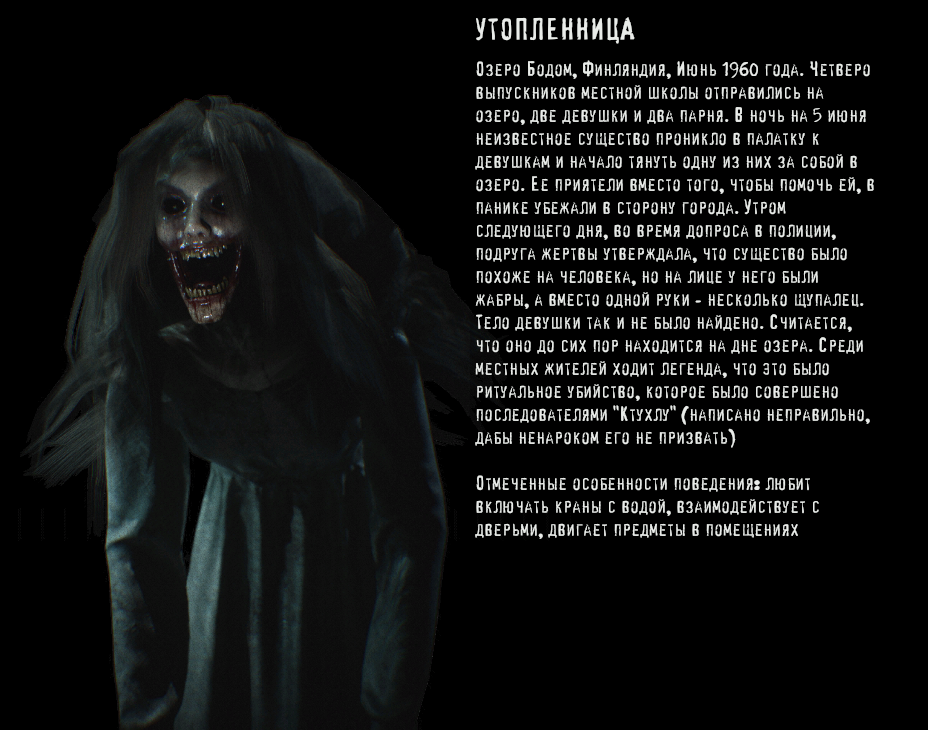 Утопленница
Озеро Бодом, Финляндия, Июнь 1960 года. Четверо
выпускников местной школы отправились на
озеро, две девушки и два парня. В ночь на 5 июня
неизвестное существо проникло в палатку к
девушкам и начало тянуть одну из них за собой в
озеро. Ее приятели вместо того, чтобы помочь ей, в
панике убежали в сторону города. Утром
следующего дня, во время допроса в полиции,
подруга жертвы утверждала, что существо было
похоже на человека, но на лице у него были
жабры, а вместо одной руки - несколько щупалец.
Тело девушки так и не было найдено. Считается,
что оно до сих пор находится на дне озера. Среди
местных жителей ходит легенда, что это было
ритуальное убийство, которое было совершено
последователями "Ктухлу" (написано неправильно,
дабы ненароком его не призвать)
Отмеченные особенности поведения: любит
включать краны с водой, взаимодействует с
дверьми, двигает предметы в помещениях